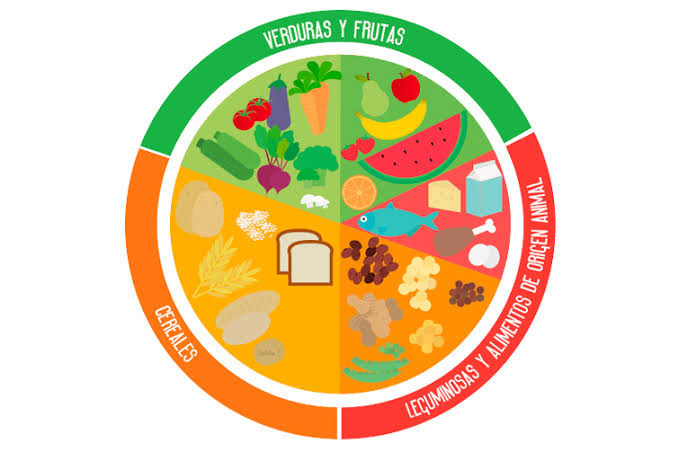 VERDURAS Y FRUTAS
LEGUMINOSAS Y ALIMENTOS DE ORIGEN ANIMAL
CEREALES